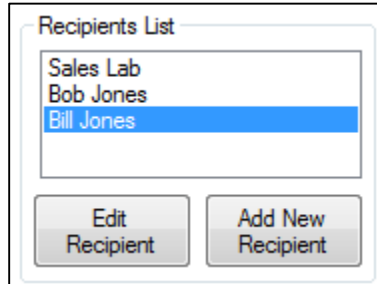 Recipients List
Sales Lab
Bob Jones
Bill Jones
Edit
Recipient
Add New
Recipient